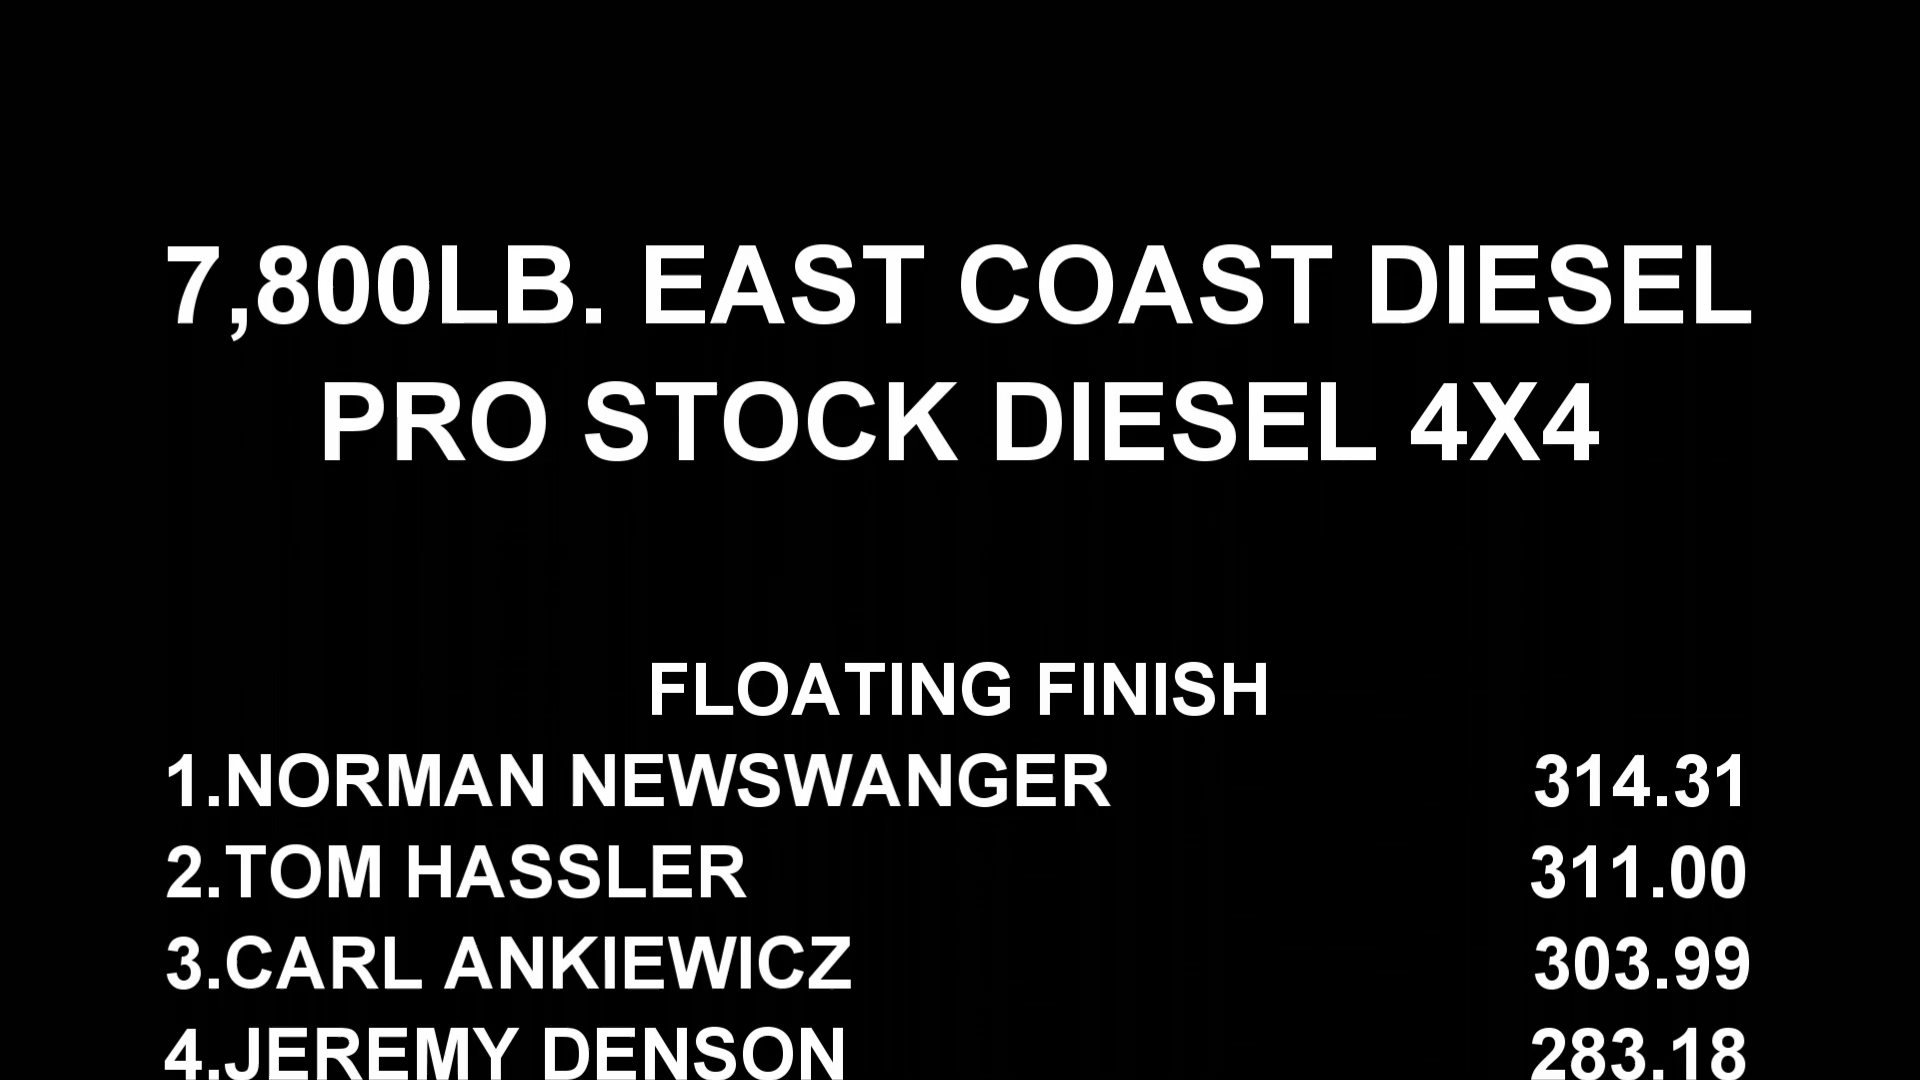 7,800LB. EAST COAST DIESEL
PRO STOCK DIESEL 4X4
FLOATING FINISH
1.NORMAN NEWSWANGER 314.31
2.TOM HASSLER 311.00
3.CARL ANKIEWICZ 303.99
4.JEREMY DENSON 283.18